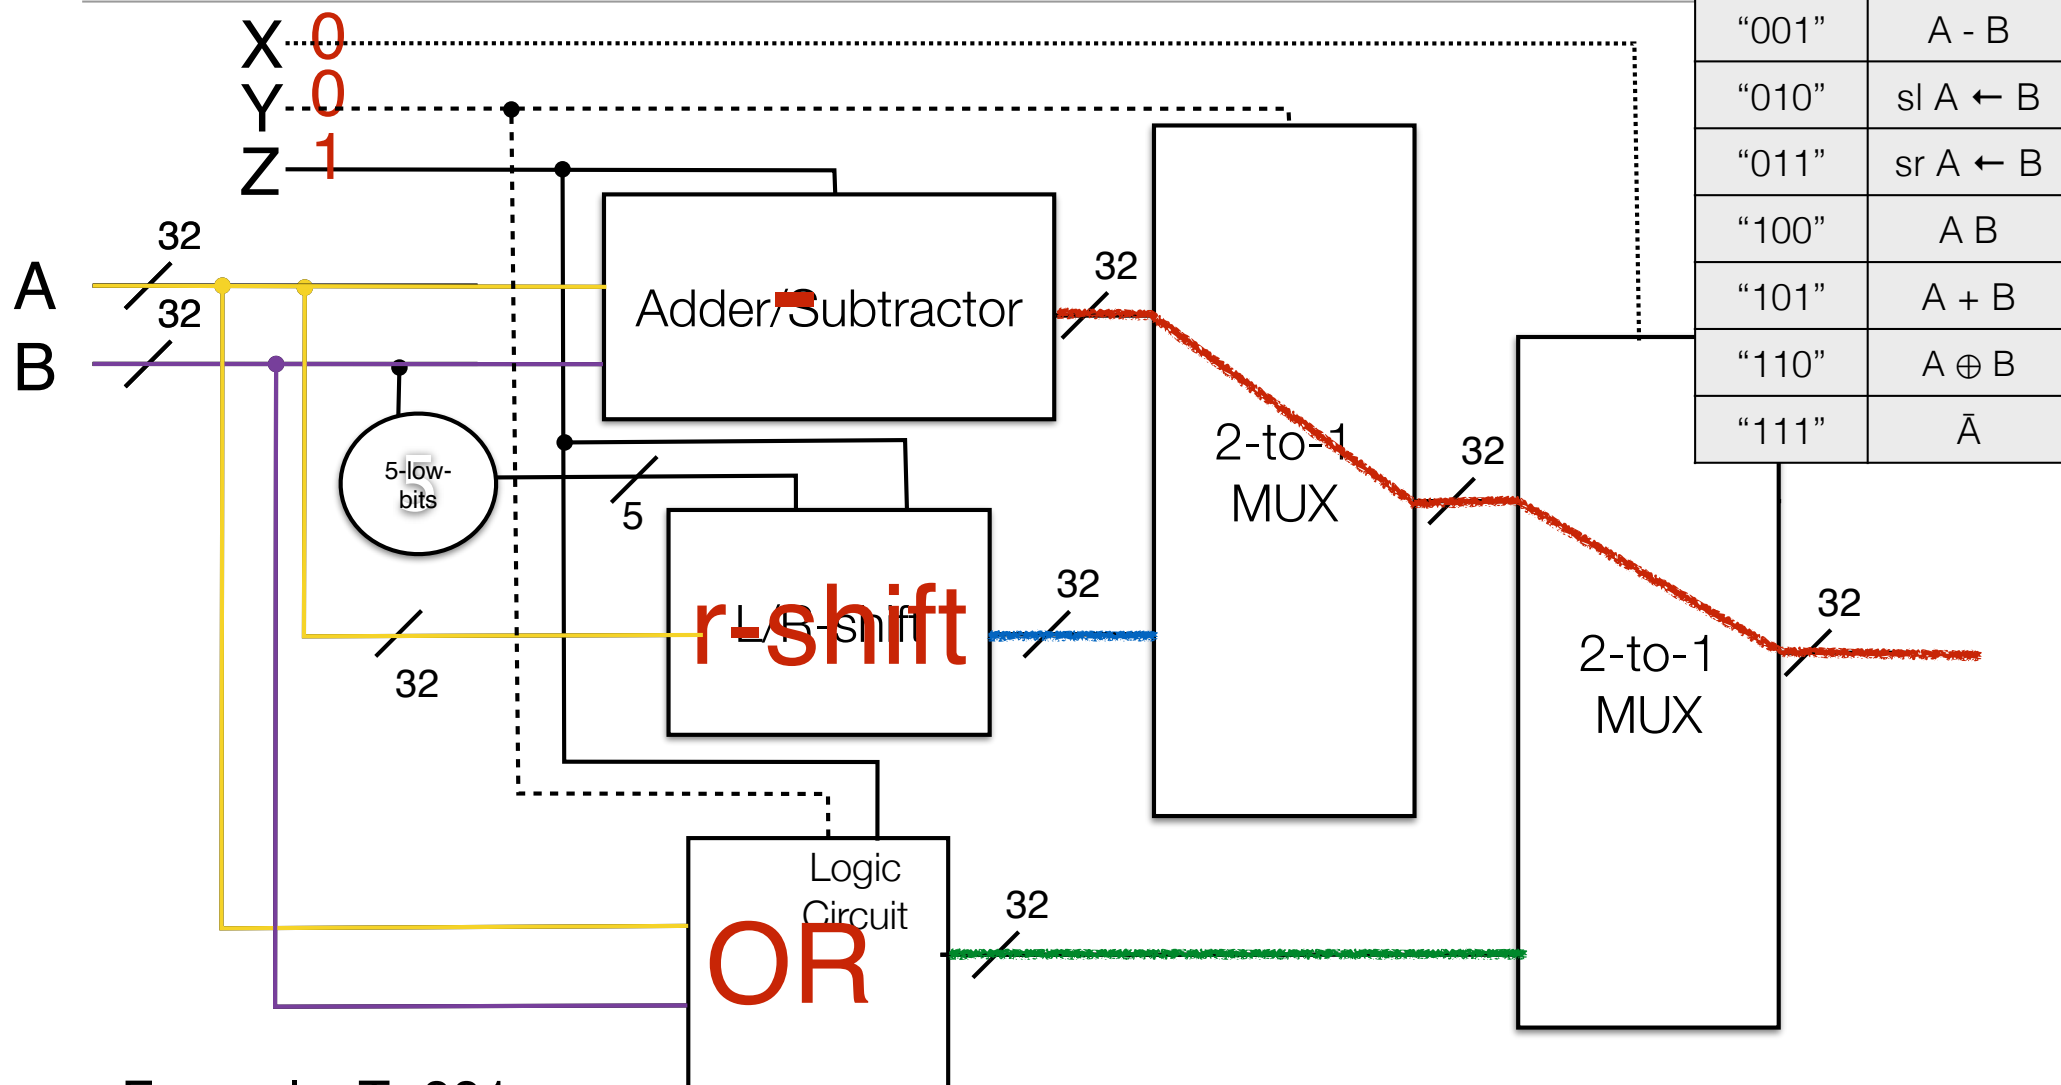 X 0
Y 0
Z 1
"001" A - B
"010" sl A ← B
"011" sr A ← B
"100" A B
"101" A + B
"110" A ⊕ B
"111" Ā
32
A
32
B
Adder/Subtractor
-
32
2-to-1
MUX
32
5
5-low-
bits
5
L/R-shift
r-shift
32
32
2-to-1
MUX
32
Logic
Circuit
OR
32